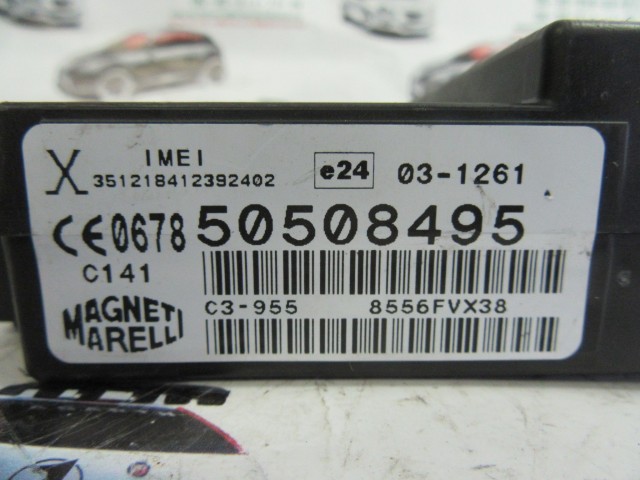 IMEI
X 351218412392402
e24 03-1261
CE0678 50508495
C141
C3-955 8556FVX38
MAGNETI
MARELLI